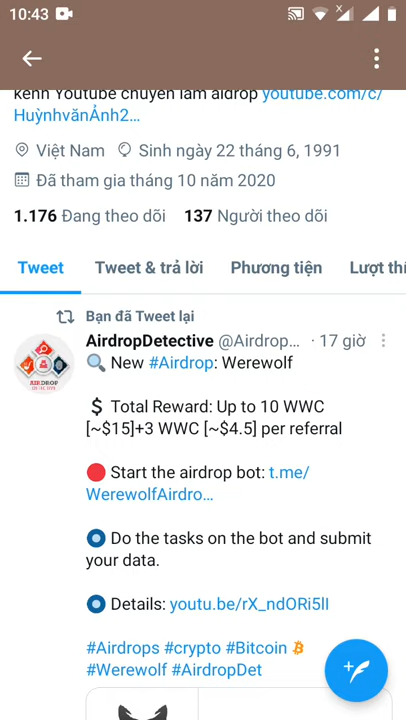 10:43
kênh Youtube chuyên làm aidrop youtube.com/c/
HuỳnhvănẢnh2…
Việt Nam Sinh ngày 22 tháng 6, 1991
Đã tham gia tháng 10 năm 2020
1.176 Đang theo dõi 137 Người theo dõi
Tweet Tweet & trả lời Phương tiện Lượt thí
Bạn đã Tweet lại
AirdropDetective @Airdrop… · 17 giờ
New #Airdrop: Werewolf
Total Reward: Up to 10 WWC
[~$15]+3 WWC [~$4.5] per referral
Start the airdrop bot: t.me/
WerewolfAirdro…
Do the tasks on the bot and submit
your data.
Details: youtu.be/rX_ndORi5lI
#Airdrops #crypto #Bitcoin
#Werewolf #AirdropDet